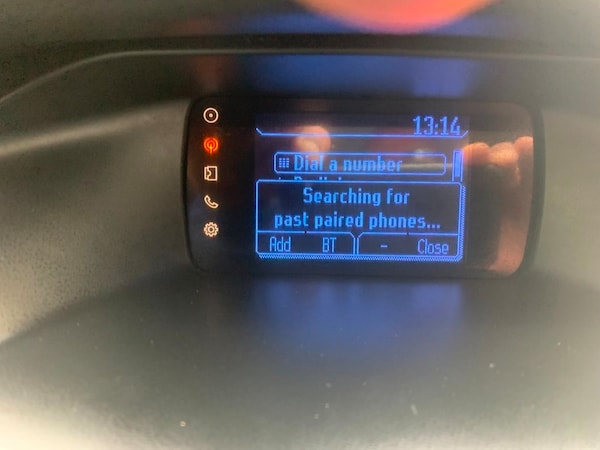 13:14
Dial a number
Searching for
past paired phones...
Add BT - Close